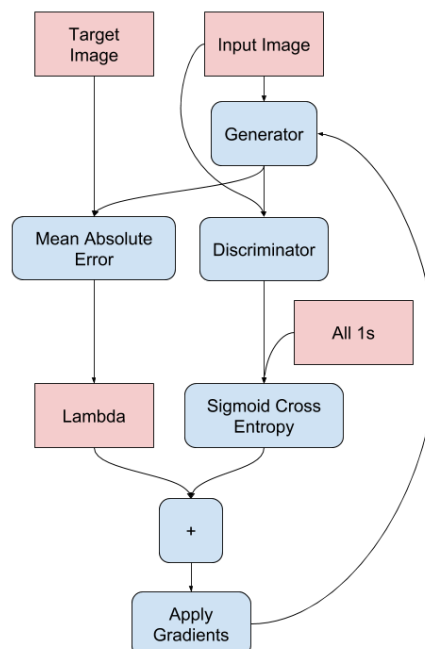 Target
Image
Input Image
Generator
Mean Absolute
Error
Discriminator
All 1s
Lambda
Sigmoid Cross
Entropy
+
Apply
Gradients